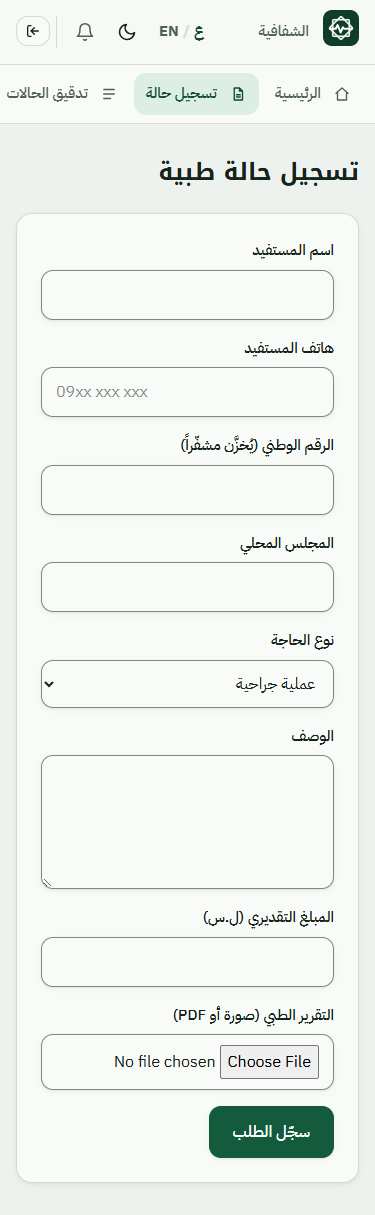 الشفافية
ع / EN
الرئيسية
تسجيل حالة
تدقيق الحالات
تسجيل حالة طبية
اسم المستفيد
هاتف المستفيد
09xx xxx xxx
الرقم الوطني (يُخزَّن مشفّراً)
المجلس المحلي
نوع الحاجة
عملية جراحية
الوصف
المبلغ التقديري (ل.س)
التقرير الطبي (صورة أو PDF)
Choose File No file chosen
سجّل الطلب